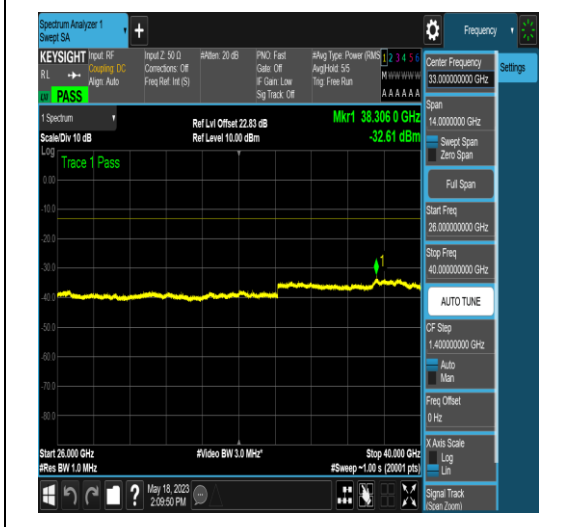 Spectrum Analyzer 1
Swept SA
+
Frequency
KEYSIGHT
RL
PASS
Input: RF
Coupling: DC
Align: Auto
Input Z: 50 Ω
Corrections: Off
Freq Ref: Int (S)
#Atten: 20 dB
PNO: Fast
Gate: Off
IF Gain: Low
Sig Track: Off
#Avg Type: Power (RMS
Avg|Hold: 5/5
Trig: Free Run
1 2 3 4 5 6
M W W W W W
A A A A A A
1 Spectrum
Scale/Div 10 dB
Ref Lvl Offset 22.83 dB
Ref Level 10.00 dBm
Mkr1 38.306 0 GHz
-32.61 dBm
Log
Trace 1 Pass
0.00
-10.0
-20.0
-30.0
1
-40.0
-50.0
-60.0
-70.0
-80.0
Start 26.000 GHz
#Res BW 1.0 MHz
#Video BW 3.0 MHz*
Stop 40.000 GHz
#Sweep ~1.00 s (20001 pts)
?
May 18, 2023
2:09:50 PM
Center Frequency
33.000000000 GHz
Span
14.0000000 GHz
Swept Span
Zero Span
Full Span
Start Freq
26.000000000 GHz
Stop Freq
40.000000000 GHz
AUTO TUNE
CF Step
1.400000000 GHz
Auto
Man
Freq Offset
0 Hz
X Axis Scale
Log
Lin
Signal Track
(Span Zoom)
Settings